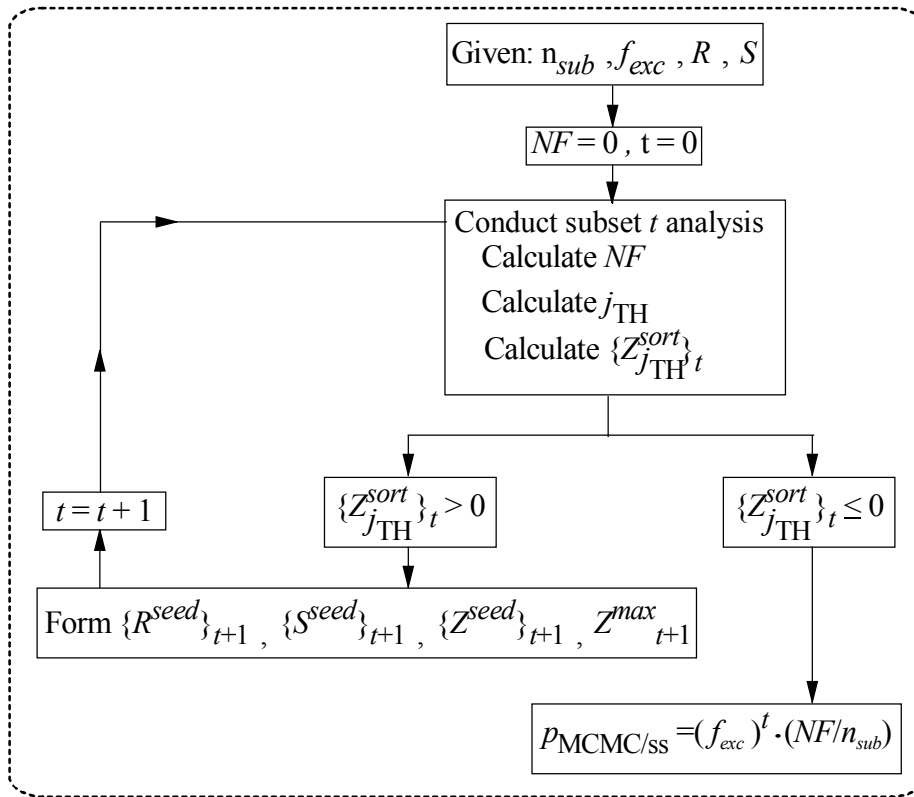 Given: n_sub , f_exc , R , S
NF = 0 , t = 0
Conduct subset t analysis
Calculate NF
Calculate j_TH
Calculate {Z^sort_j_TH}_t
{Z^sort_j_TH}_t > 0
{Z^sort_j_TH}_t ≤ 0
t = t + 1
Form {R^seed}_t+1 , {S^seed}_t+1 , {Z^seed}_t+1 , Z^max_t+1
p_MCMC/ss =(f_exc)^t·(NF/n_sub)